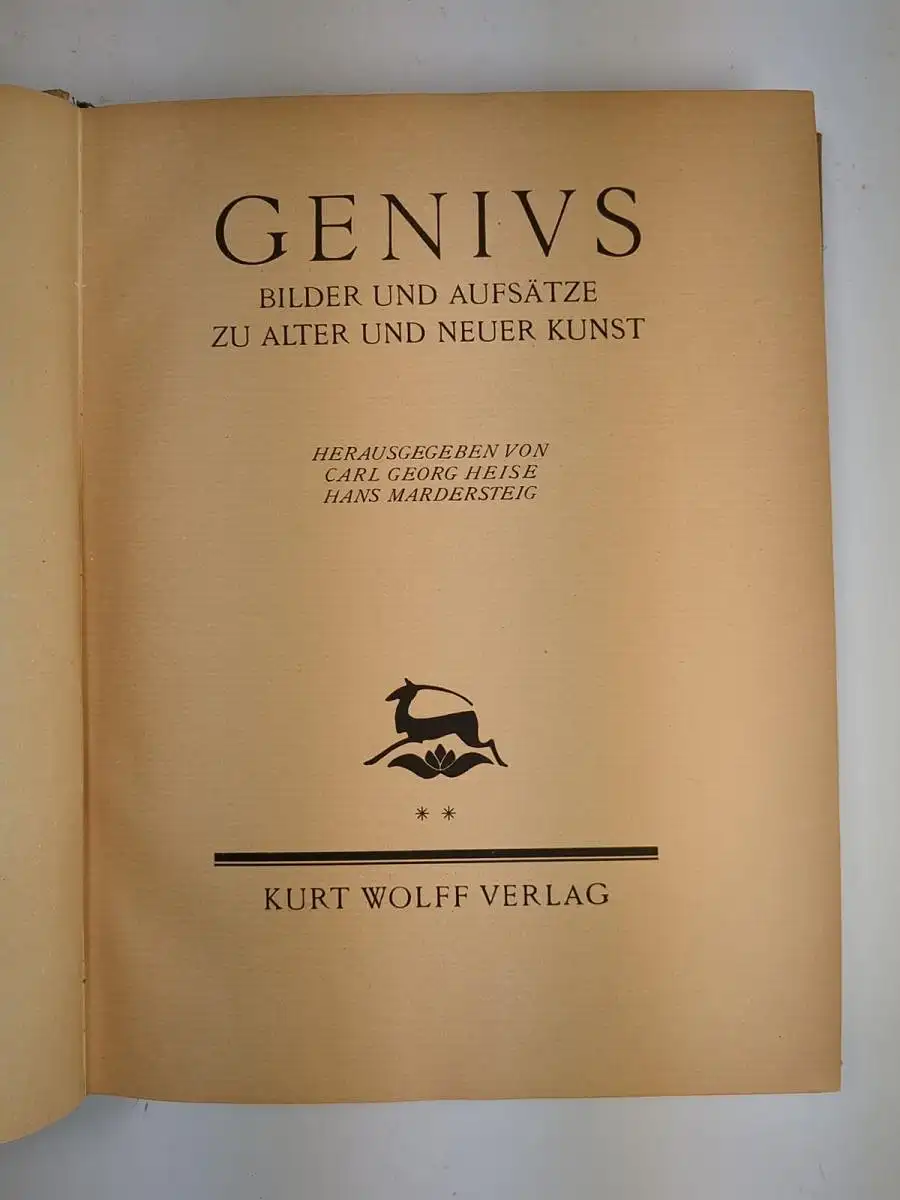 GENIVS
BILDER UND AUFSÄTZE
ZU ALTER UND NEUER KUNST
HERAUSGEGEBEN VON
CARL GEORG HEISE
HANS MARDERSTEIG
* *
KURT WOLFF VERLAG